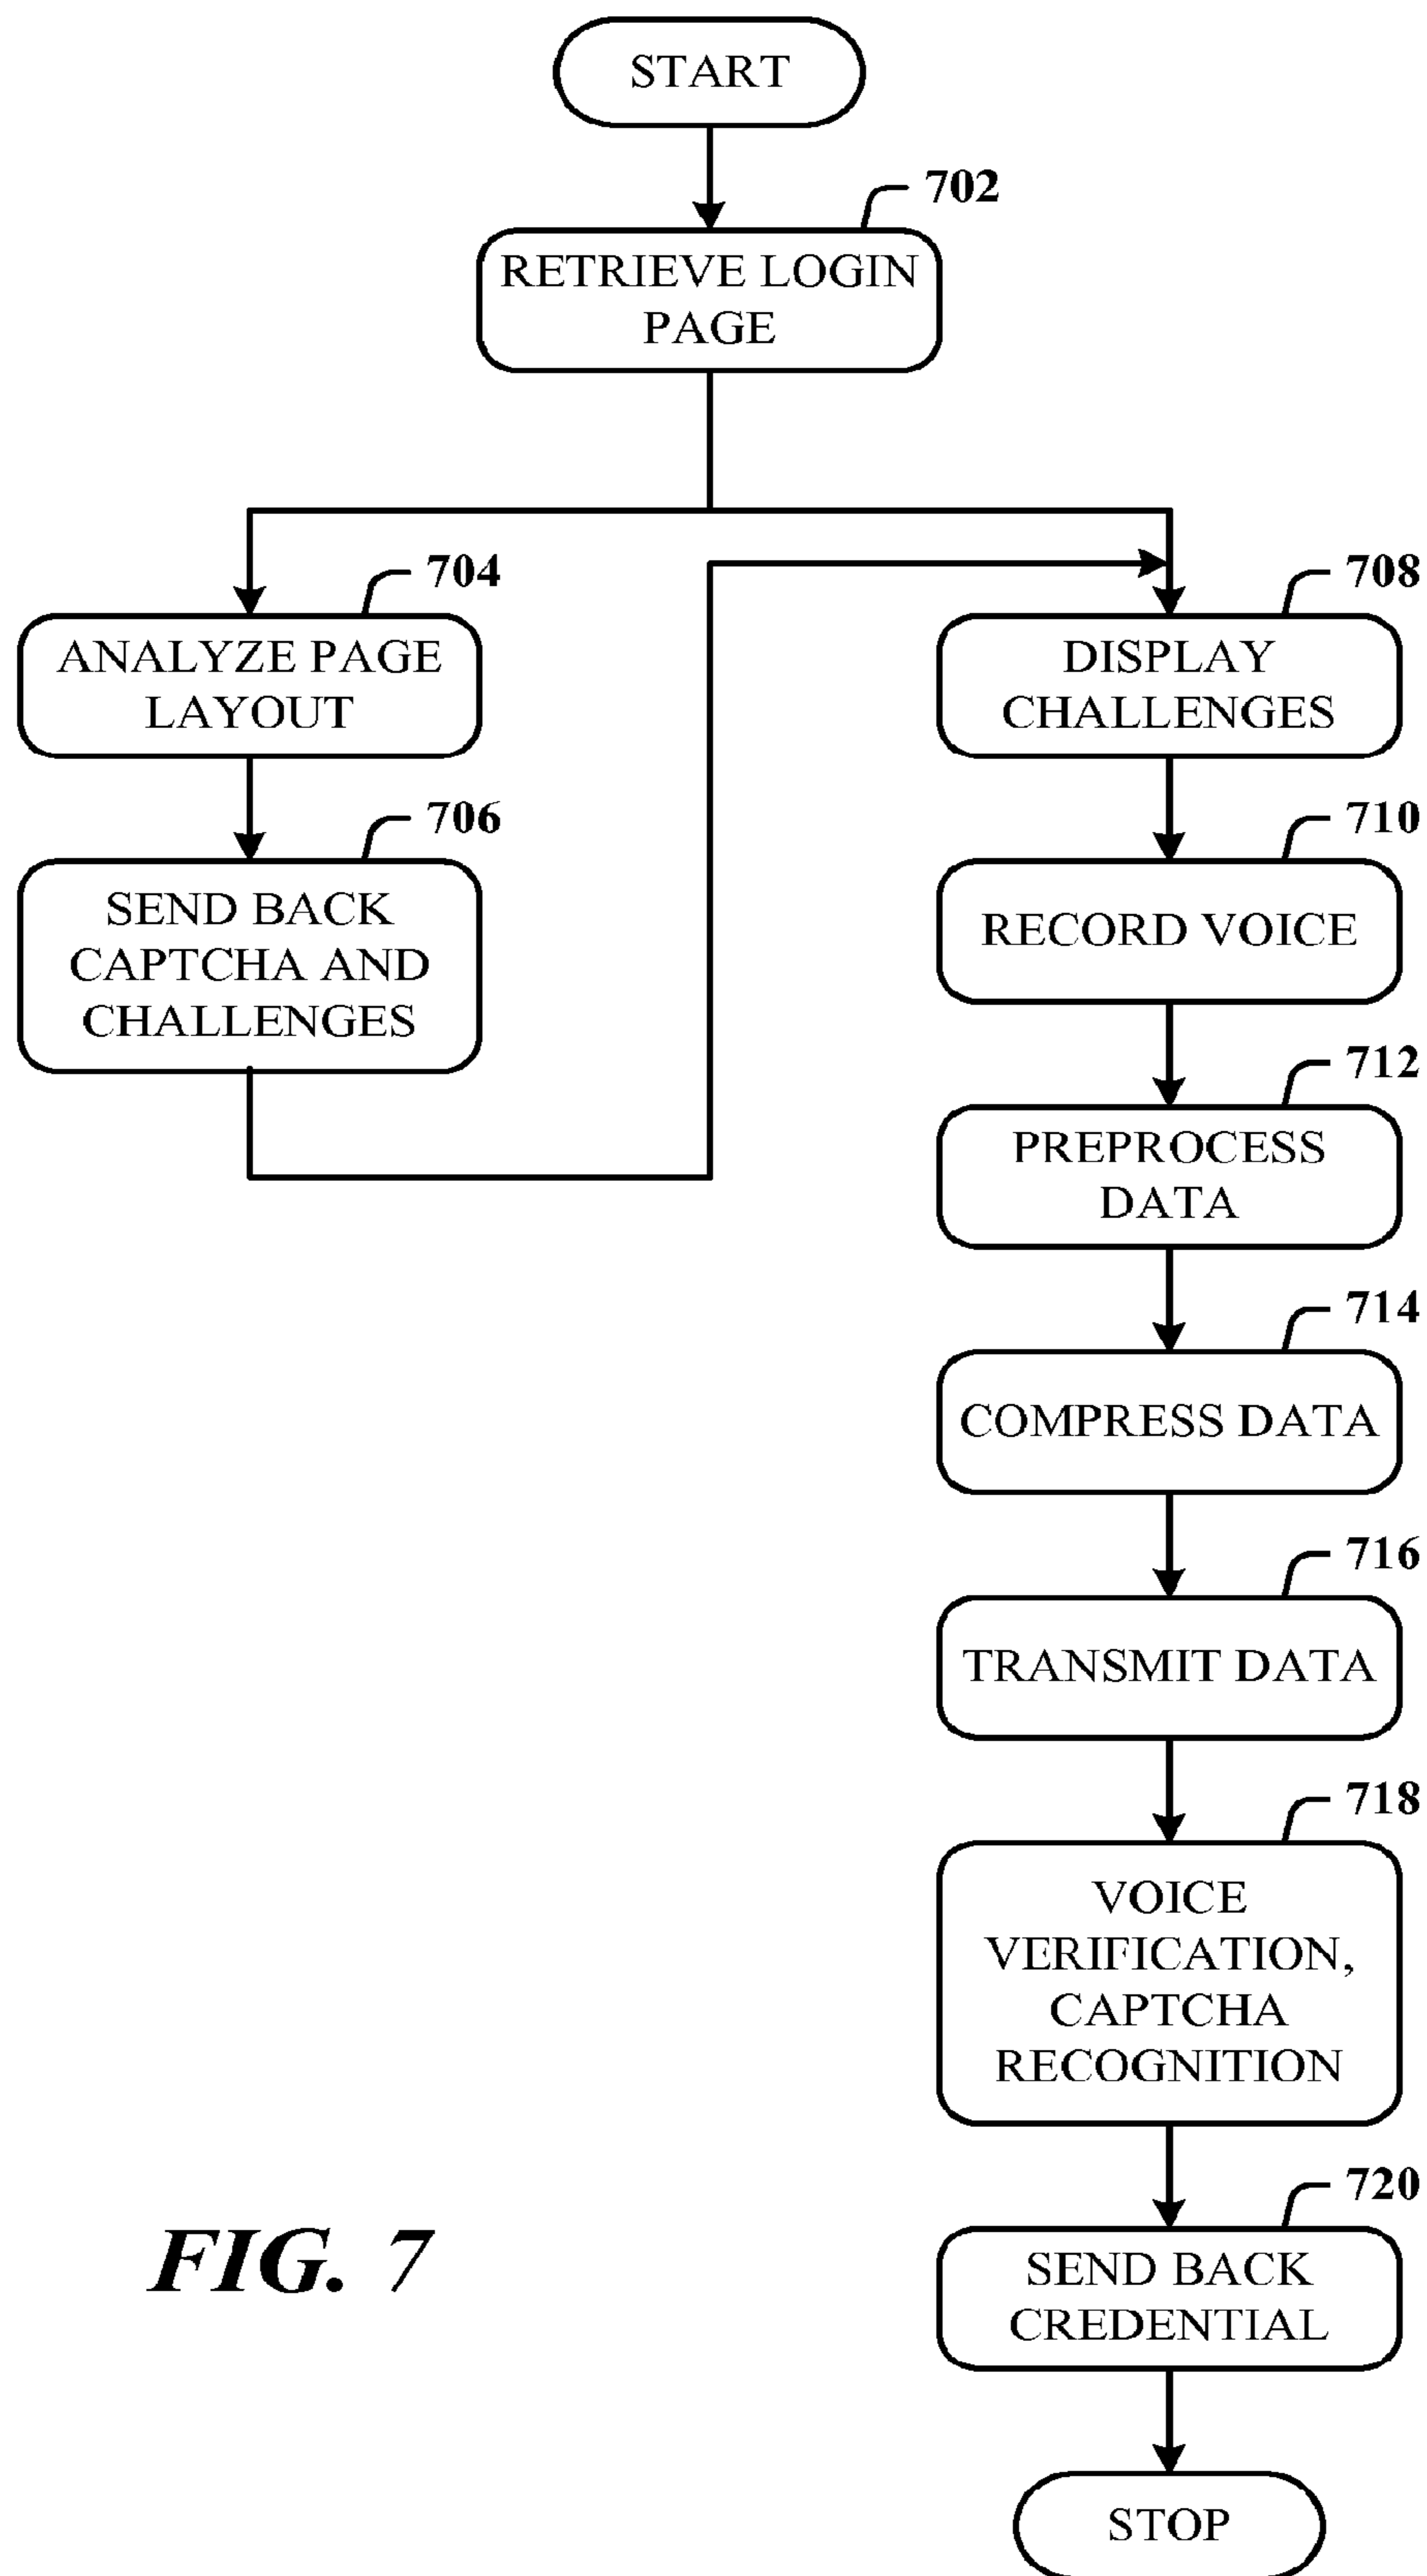 START
702
RETRIEVE LOGIN
PAGE
704
ANALYZE PAGE
LAYOUT
706
SEND BACK
CAPTCHA AND
CHALLENGES
708
DISPLAY
CHALLENGES
710
RECORD VOICE
712
PREPROCESS
DATA
714
COMPRESS DATA
716
TRANSMIT DATA
718
VOICE
VERIFICATION,
CAPTCHA
RECOGNITION
720
SEND BACK
CREDENTIAL
STOP
FIG. 7